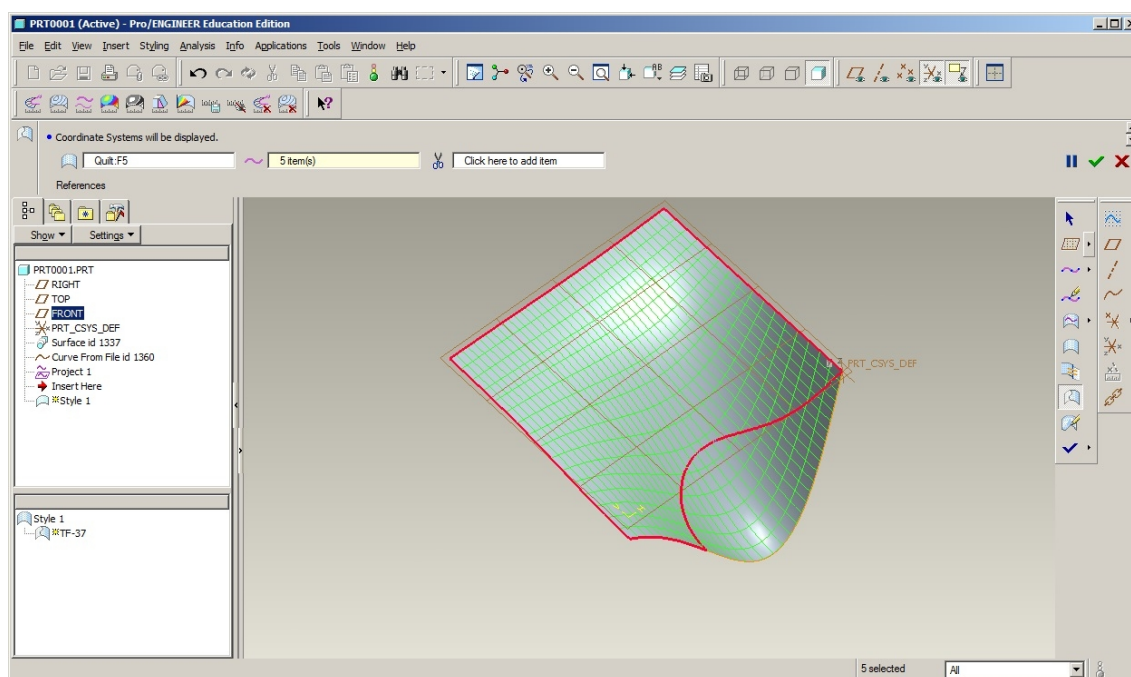 PRT0001 (Active) - Pro/ENGINEER Education Edition
File Edit View Insert Styling Analysis Info Applications Tools Window Help
Coordinate Systems will be displayed.
Quilt:F5 5 item(s) Click here to add item
References
Show Settings
PRT0001.PRT
RIGHT
TOP
FRONT
PRT_CSYS_DEF
Surface id 1337
Curve From File id 1360
Project 1
Insert Here
Style 1
PRT_CSYS_DEF
Style 1
TF-37
5 selected All